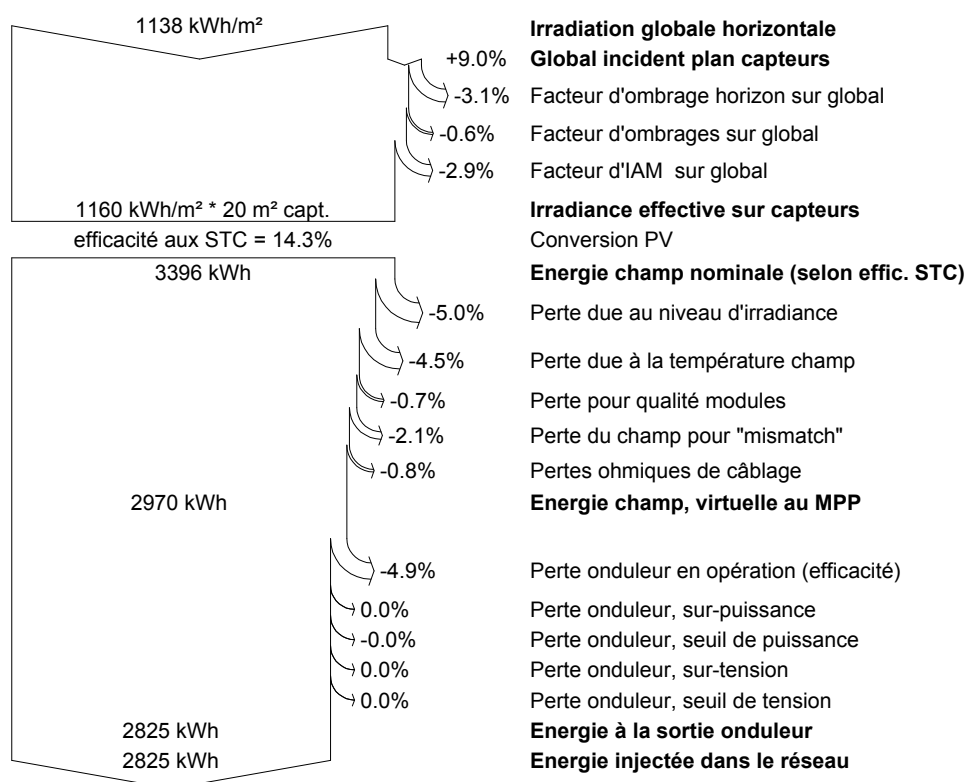 1138 kWh/m² Irradiation globale horizontale
+9.0% Global incident plan capteurs
-3.1% Facteur d'ombrage horizon sur global
-0.6% Facteur d'ombrages sur global
-2.9% Facteur d'IAM sur global
1160 kWh/m² * 20 m² capt. Irradiance effective sur capteurs
efficacité aux STC = 14.3% Conversion PV
3396 kWh Energie champ nominale (selon effic. STC)
-5.0% Perte due au niveau d'irradiance
-4.5% Perte due à la température champ
-0.7% Perte pour qualité modules
-2.1% Perte du champ pour "mismatch"
-0.8% Pertes ohmiques de câblage
2970 kWh Energie champ, virtuelle au MPP
-4.9% Perte onduleur en opération (efficacité)
0.0% Perte onduleur, sur-puissance
-0.0% Perte onduleur, seuil de puissance
0.0% Perte onduleur, sur-tension
0.0% Perte onduleur, seuil de tension
2825 kWh Energie à la sortie onduleur
2825 kWh Energie injectée dans le réseau